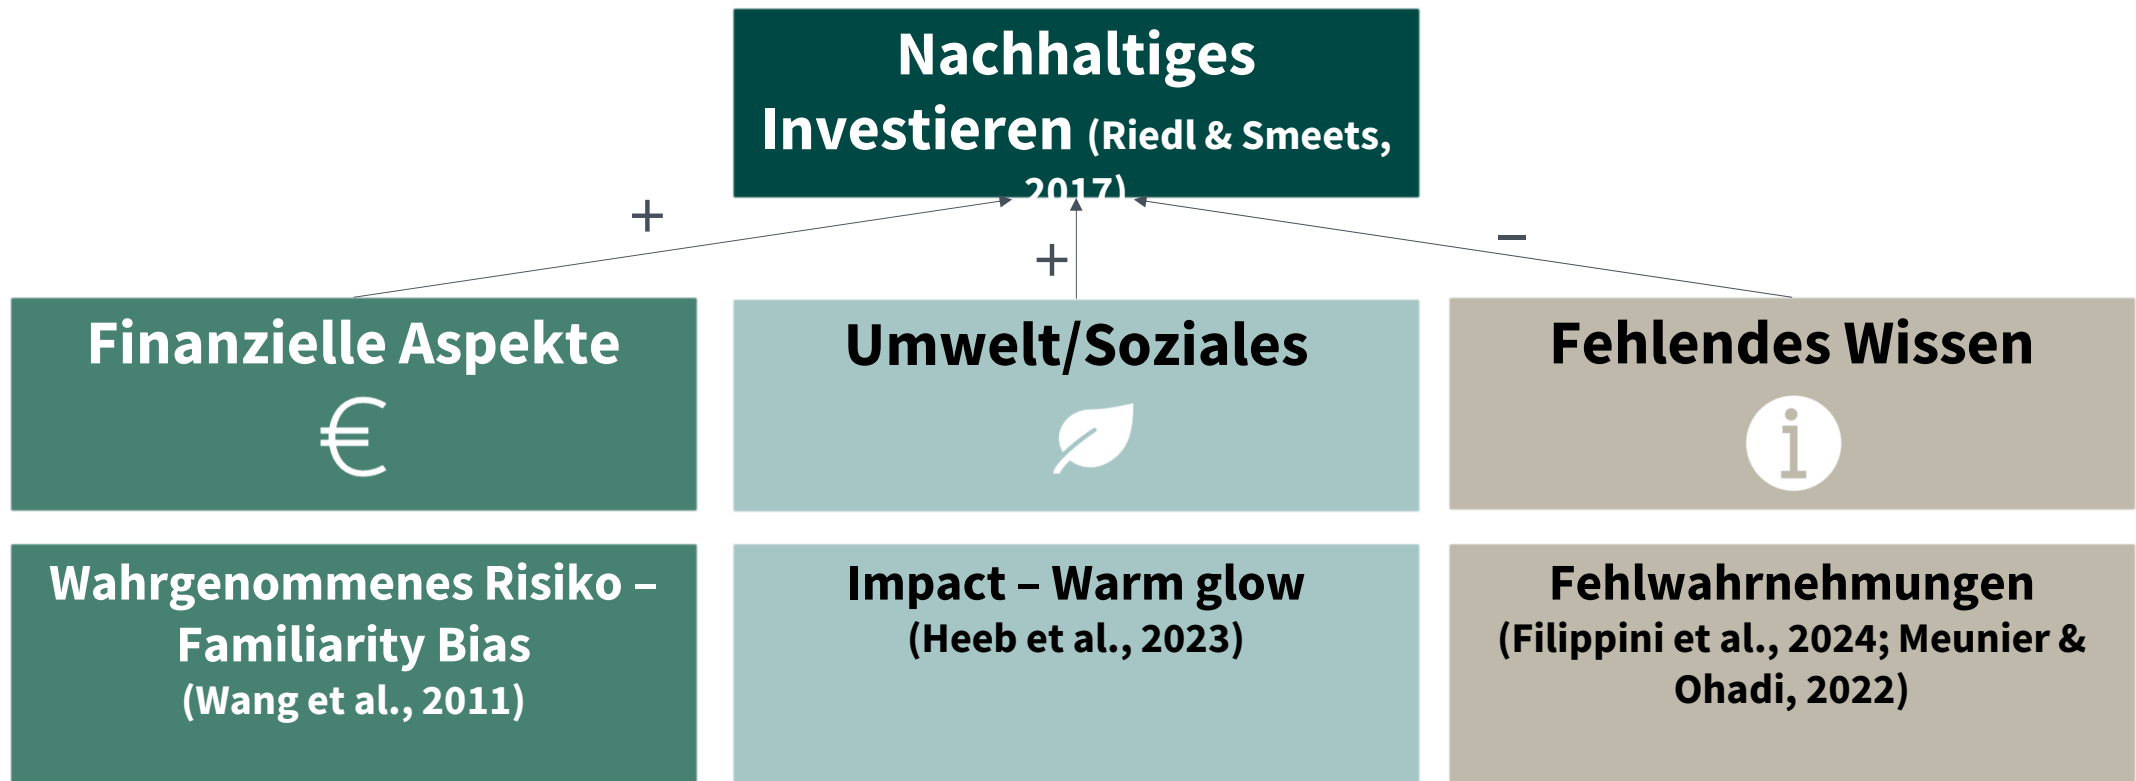 Nachhaltiges
Investieren (Riedl & Smeets,
2017)
+
+
–
Finanzielle Aspekte
€
Umwelt/Soziales
Fehlendes Wissen
i
Wahrgenommenes Risiko –
Familiarity Bias
(Wang et al., 2011)
Impact – Warm glow
(Heeb et al., 2023)
Fehlwahrnehmungen
(Filippini et al., 2024; Meunier &
Ohadi, 2022)